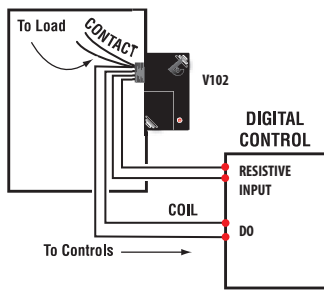 To Load
CONTACT
V102
DIGITAL
CONTROL
RESISTIVE
INPUT
COIL
DO
To Controls